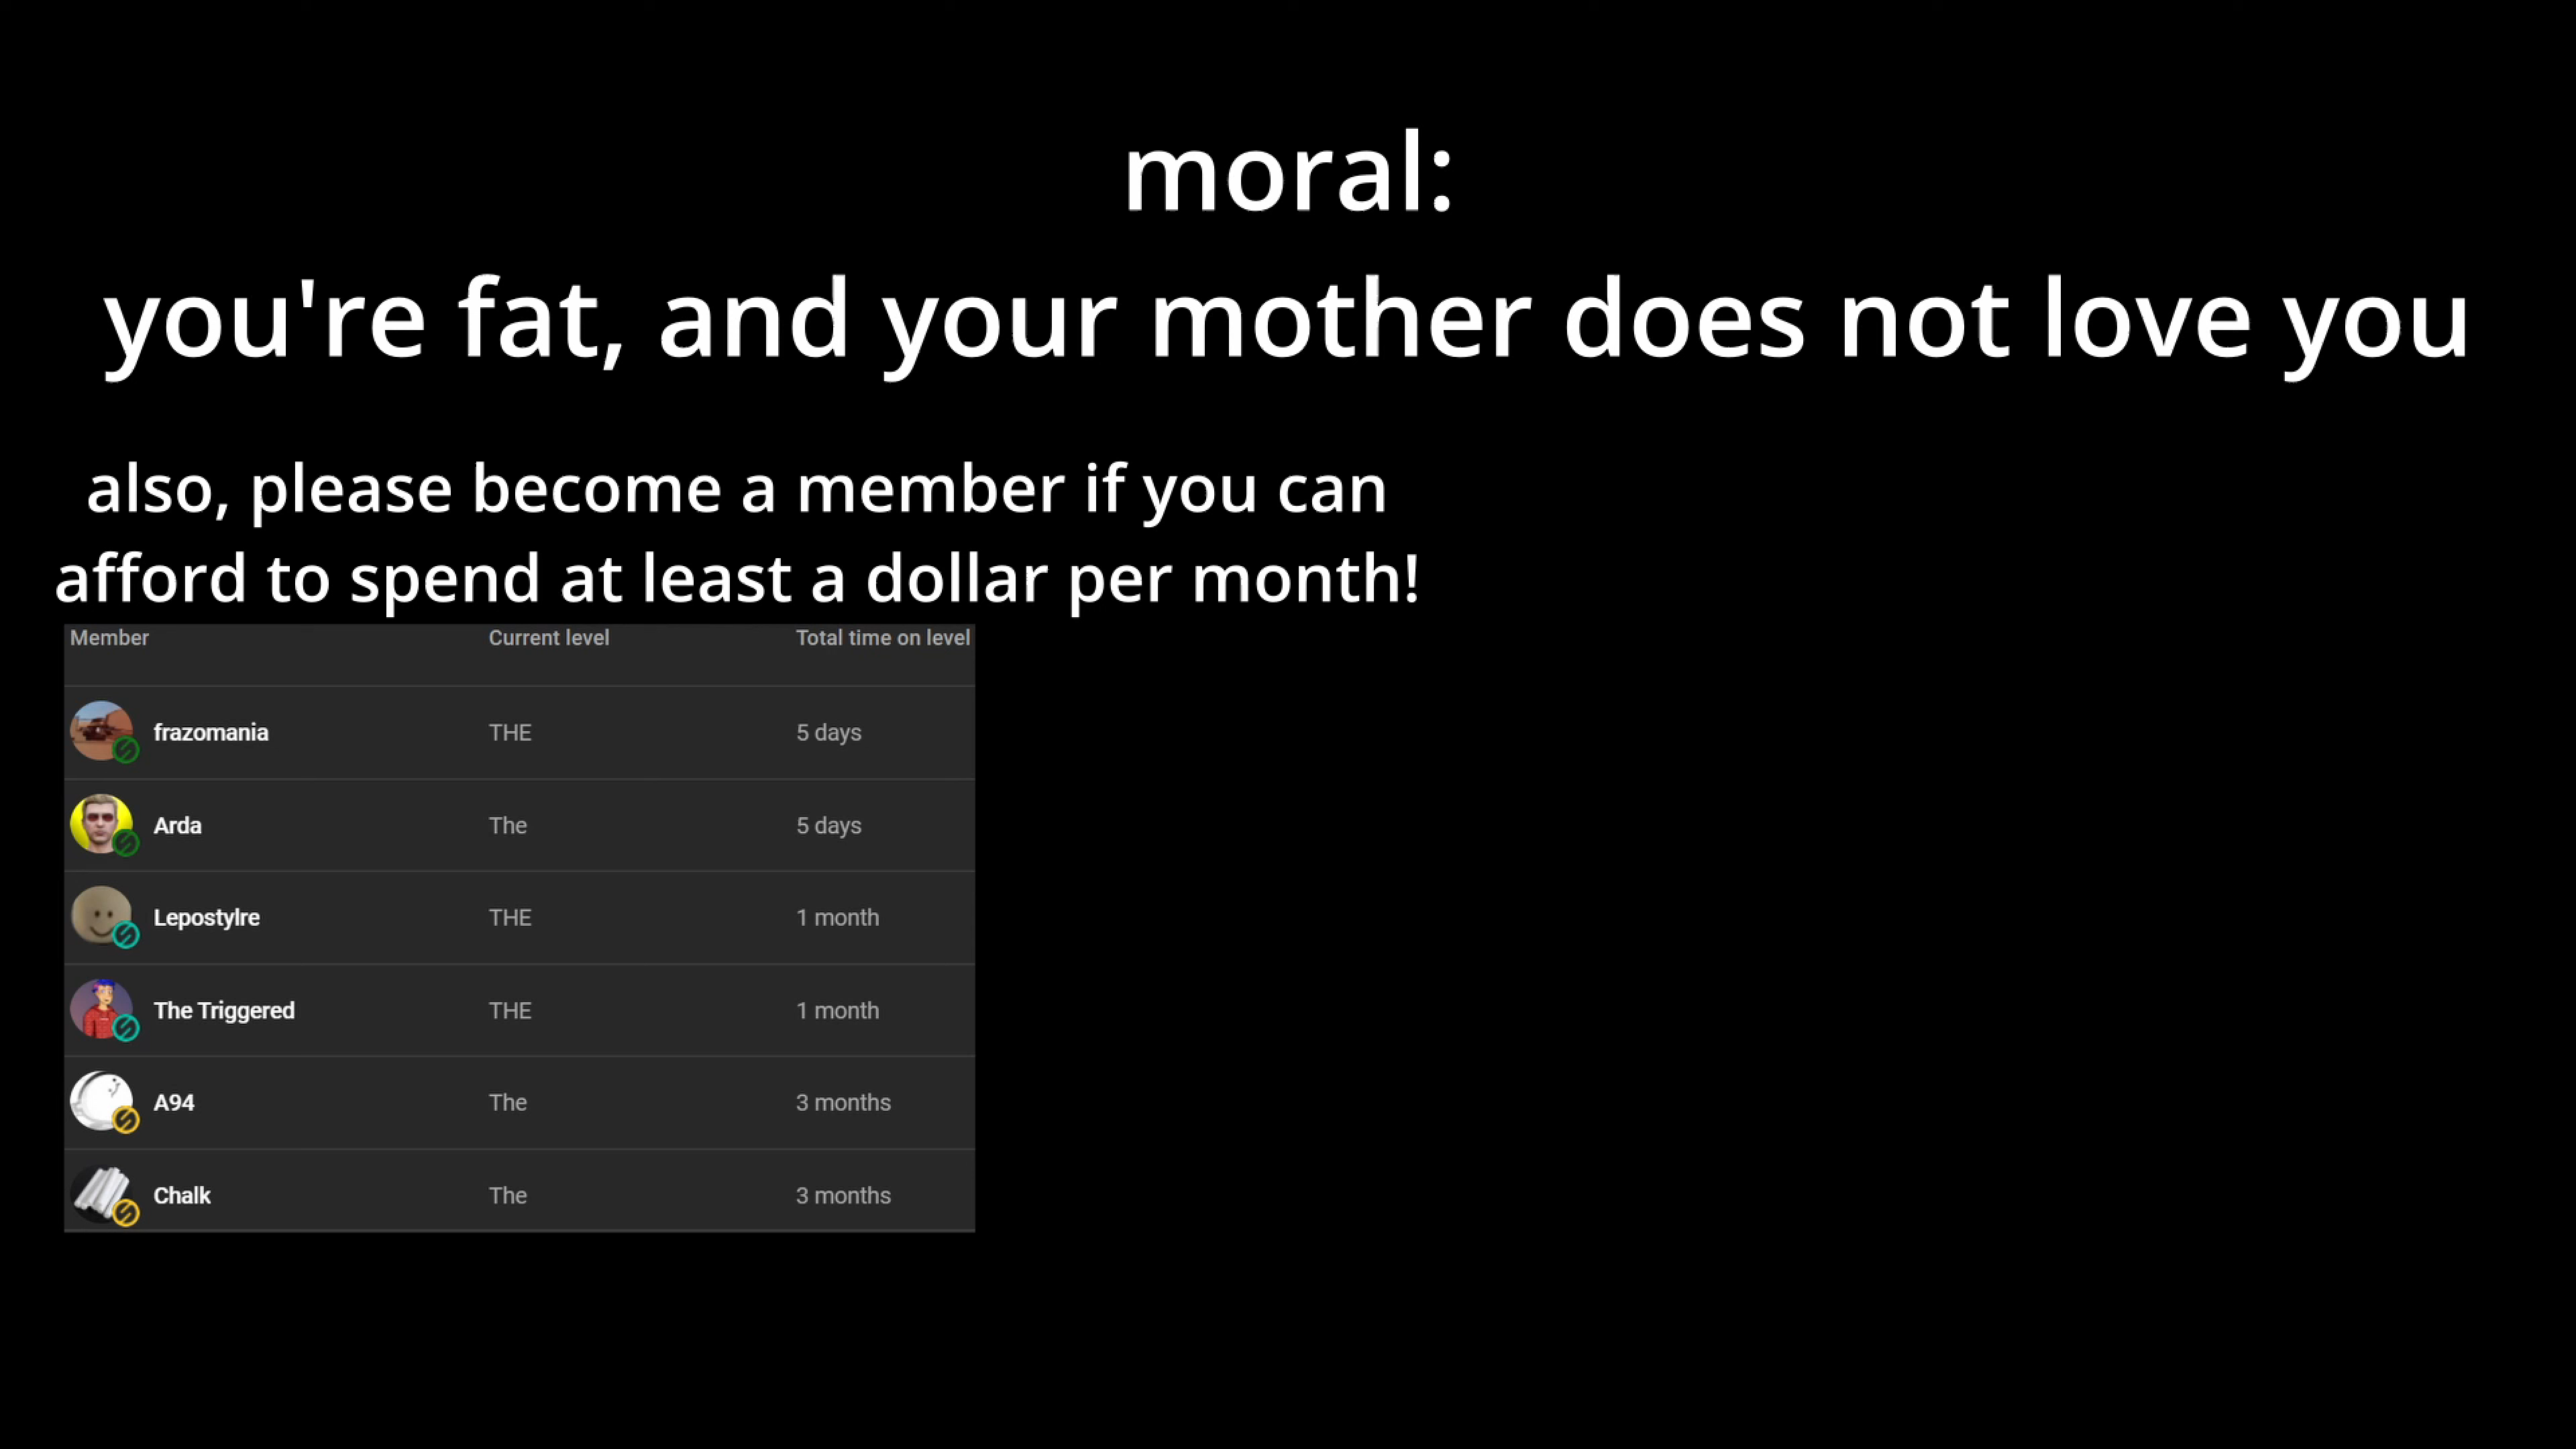 moral:
you're fat, and your mother does not love you
also, please become a member if you can
afford to spend at least a dollar per month!
Member Current level Total time on level
frazomania THE 5 days
Arda The 5 days
Lepostylre THE 1 month
The Triggered THE 1 month
A94 The 3 months
Chalk The 3 months